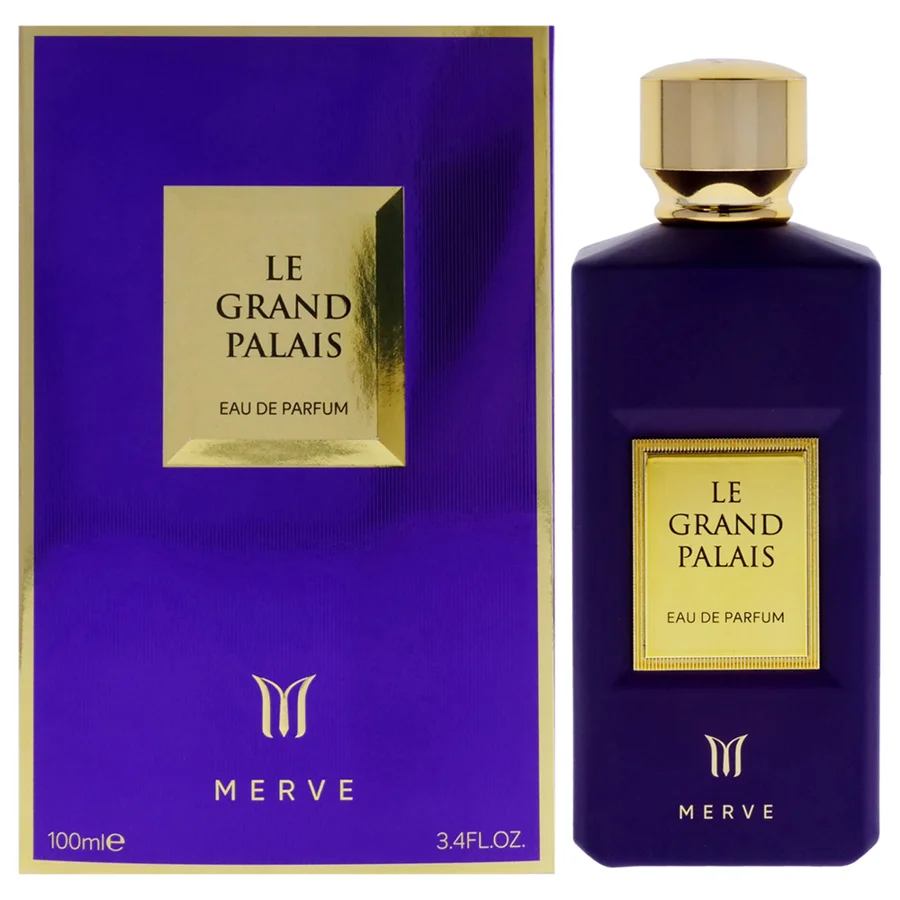 LE
GRAND
PALAIS
EAU DE PARFUM
MERVE
100ml℮
3.4FL.OZ.
LE
GRAND
PALAIS
EAU DE PARFUM
MERVE